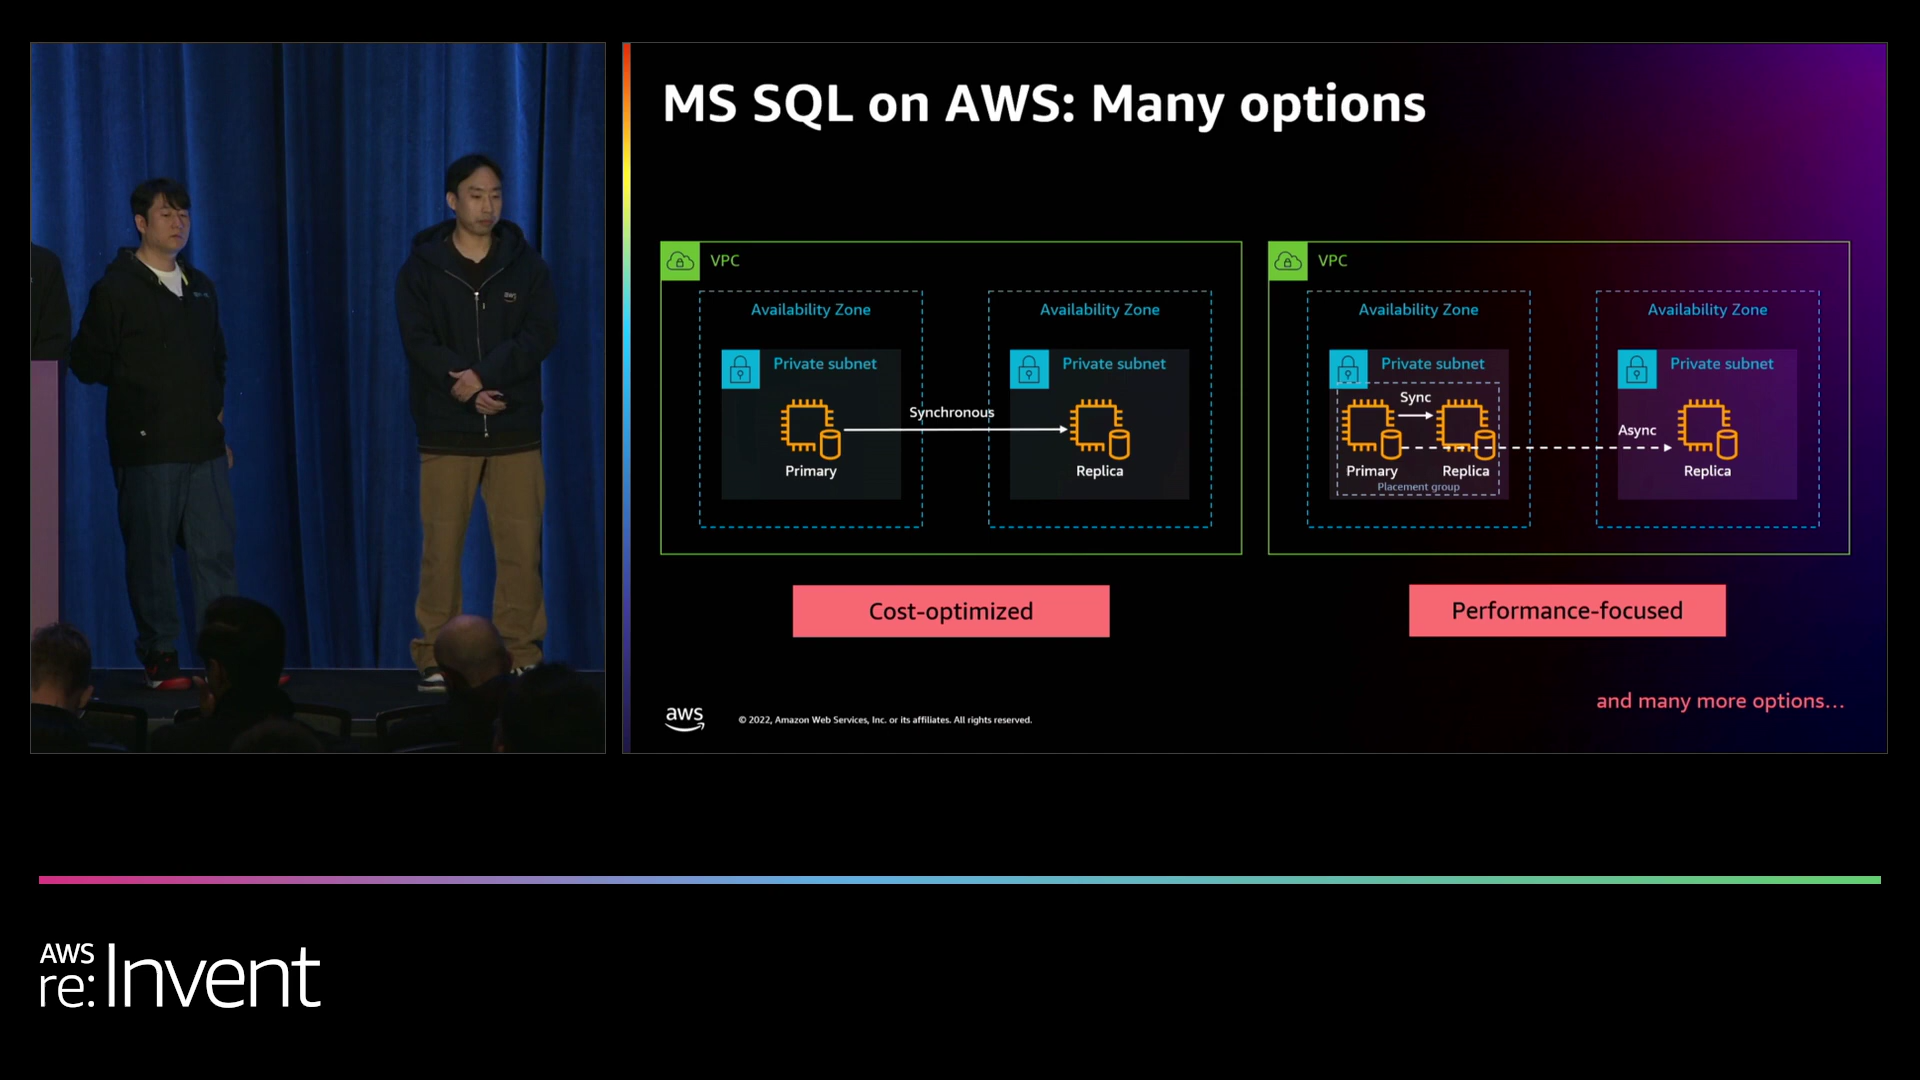 MS SQL on AWS: Many options
VPC
Availability Zone
Availability Zone
Private subnet
Private subnet
Synchronous
Primary
Replica
Cost-optimized
VPC
Availability Zone
Availability Zone
Private subnet
Private subnet
Sync
Async
Primary
Replica
Replica
Placement group
Performance-focused
and many more options...
aws
© 2022, Amazon Web Services, Inc. or its affiliates. All rights reserved.
AWS
re:Invent